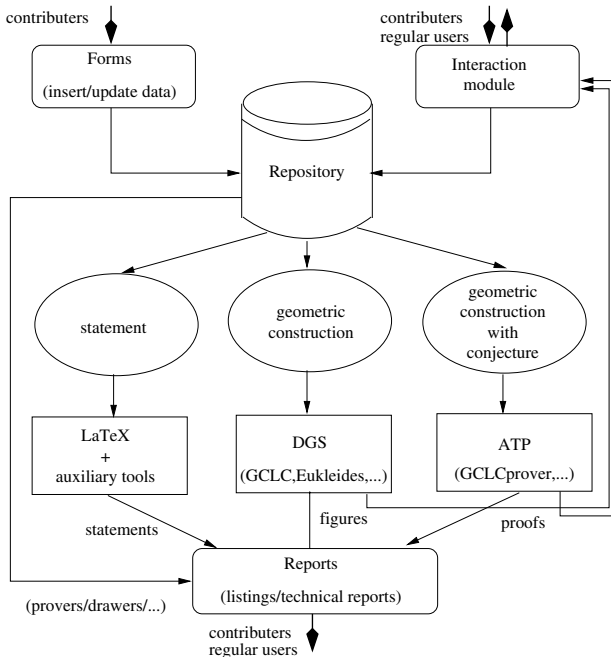 contributers
contributers
regular users
Forms
(insert/update data)
Interaction
module
Repository
statement
geometric
construction
geometric
construction
with
conjecture
LaTeX
+
auxiliary tools
DGS
(GCLC,Eukleides,...)
ATP
(GCLCprover,...)
statements
figures
proofs
Reports
(listings/technical reports)
(provers/drawers/...)
contributers
regular users